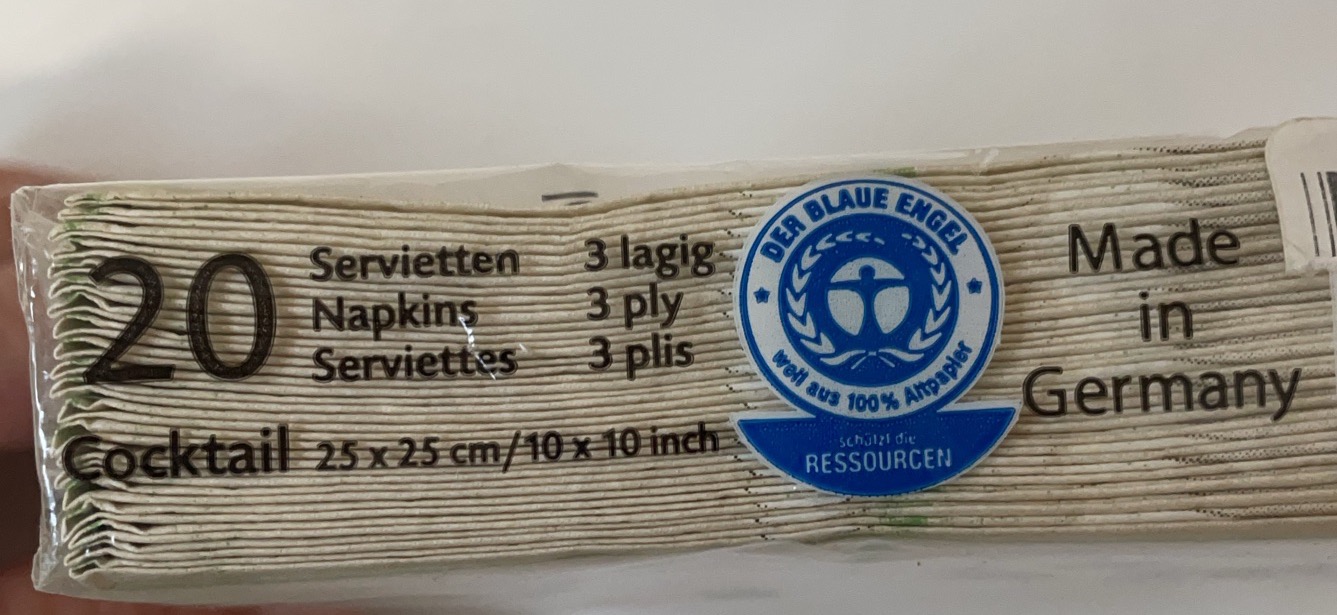 20
Servietten 3 lagig
Napkins 3 ply
Serviettes 3 plis
Cocktail 25 x 25 cm/10 x 10 inch
DER BLAUE ENGEL
weil aus 100% Altpapier
schützt die
RESSOURCEN
Made
in
Germany